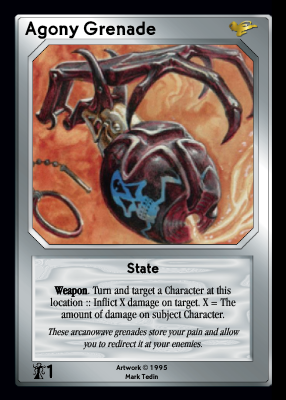 Agony Grenade
State
Weapon. Turn and target a Character at this
location :: Inflict X damage on target. X = The
amount of damage on subject Character.
These arcanowave grenades store your pain and allow
you to redirect it at your enemies.
1
Artwork © 1995
Mark Tedin